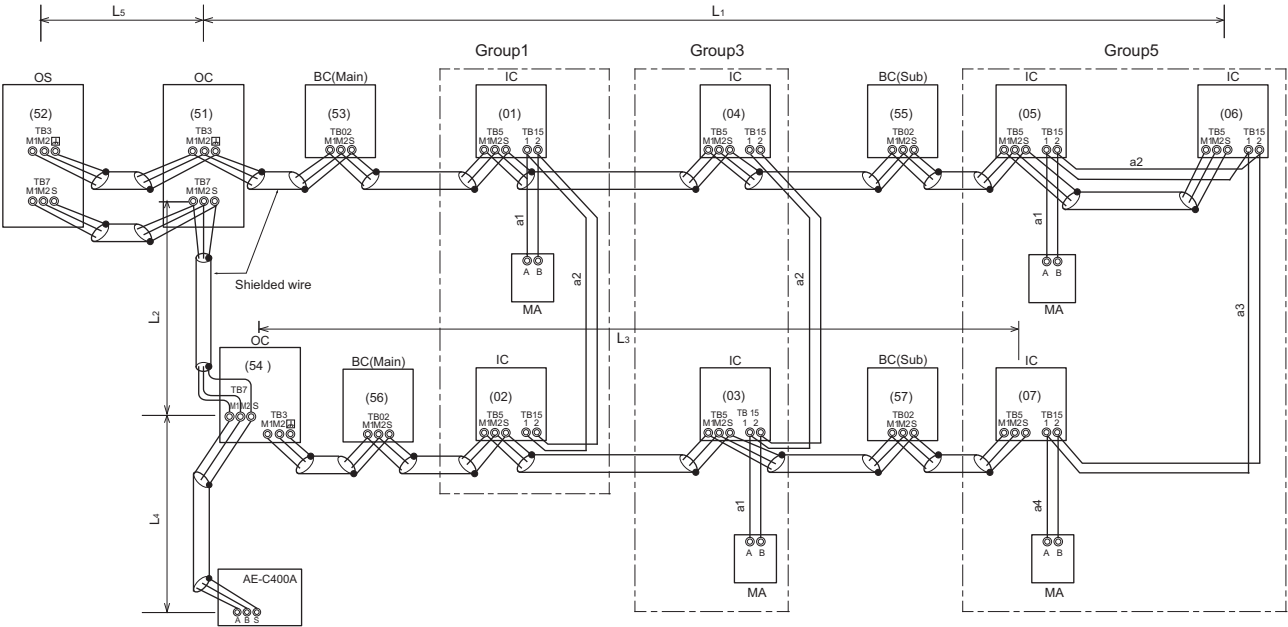 L5
L1
Group1
Group3
Group5
OS
OC
BC(Main)
IC
IC
BC(Sub)
IC
IC
(52)
(51)
(53)
(01)
(04)
(55)
(05)
(06)
TB3
M1M2
TB3
M1M2
TB02
M1M2S
TB5
M1M2S
TB15
1 2
TB5
M1M2S
TB15
1 2
TB02
M1M2S
TB5
M1M2S
TB15
1 2
TB5
M1M2S
TB15
1 2
a2
TB7
M1M2 S
TB7
M1M2 S
a1
a1
A B
MA
a2
a2
A B
MA
a3
Shielded wire
L2
L3
OC
BC(Main)
IC
IC
BC(Sub)
IC
(54 )
(56)
(02)
(03)
(57)
(07)
TB7
M1M2 S
TB3
M1M2
TB02
M1M2S
TB5
M1M2S
TB15
1 2
TB5
M1M2S
TB 15
1 2
TB02
M1M2S
TB5
M1M2S
TB15
1 2
L4
a1
a4
A B
MA
A B
MA
AE-C400A
A B S